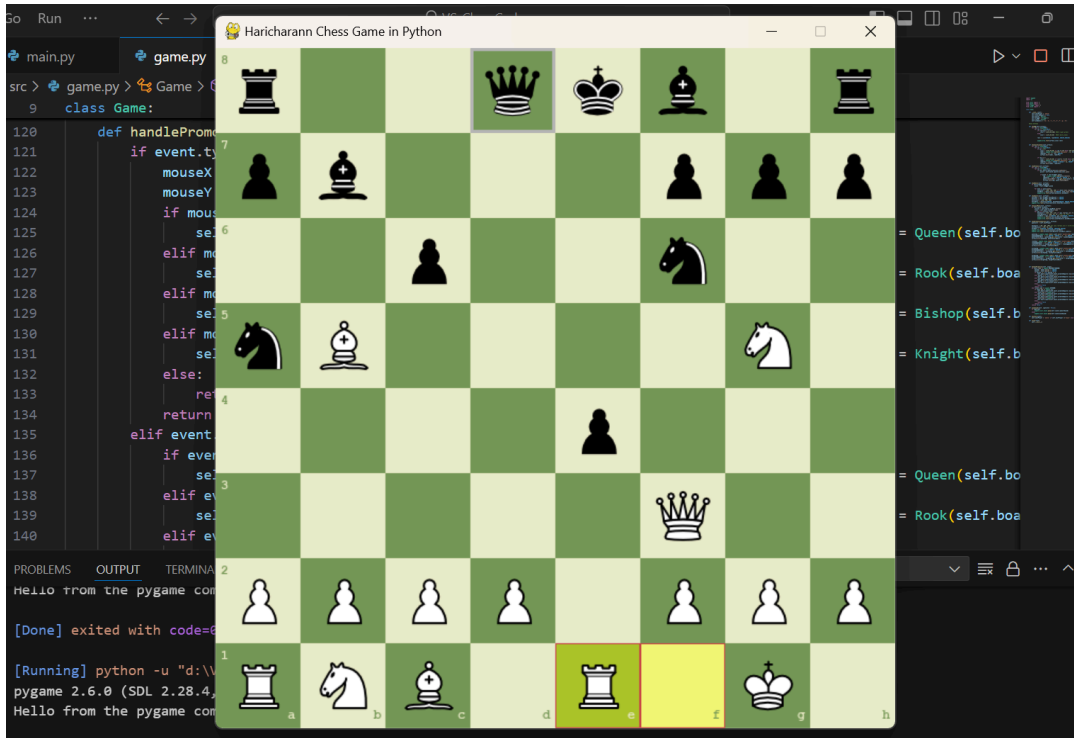 Go Run ···
Haricharann Chess Game in Python
main.py
game.py
src > game.py > Game >
9 class Game:
120 def handlePromo
121 if event.ty
122 mouseX
123 mouseY
124 if mous
125 sel = Queen(self.bo
126 elif mo
127 sel = Rook(self.boa
128 elif mo
129 sel = Bishop(self.b
130 elif mo
131 sel = Knight(self.b
132 else:
133 ret
134 return
135 elif event.
136 if even
137 sel = Queen(self.bo
138 elif ev
139 sel = Rook(self.boa
140 elif ev
8
7
6
5
4
3
2
1
a b c d e f g h
PROBLEMS OUTPUT TERMINA
Hello from the pygame com
[Done] exited with code=0
[Running] python -u "d:\V
pygame 2.6.0 (SDL 2.28.4,
Hello from the pygame com